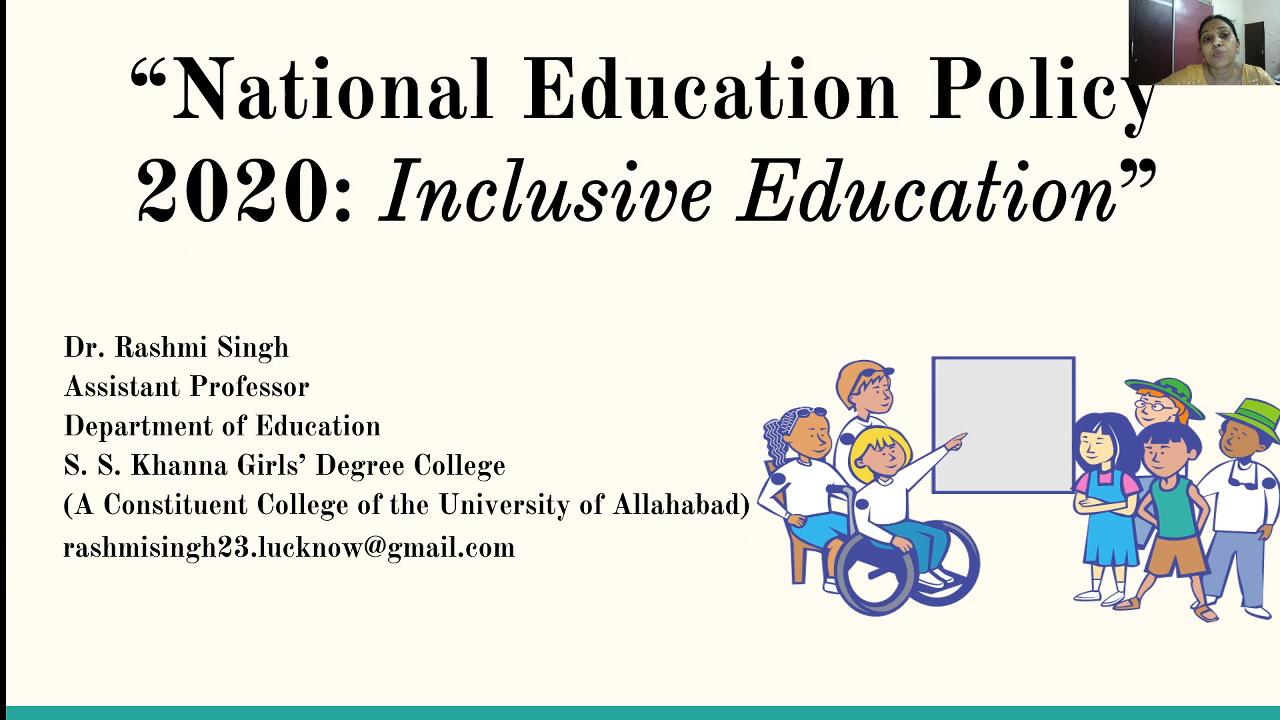 “National Education Policy
2020: Inclusive Education”
Dr. Rashmi Singh
Assistant Professor
Department of Education
S. S. Khanna Girls’ Degree College
(A Constituent College of the University of Allahabad)
rashmisingh23.lucknow@gmail.com